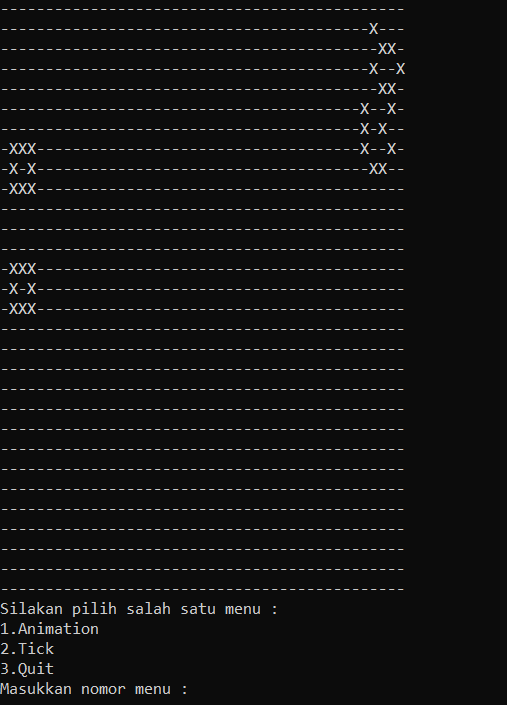 ---------------------------------------------
-----------------------------------------X---
------------------------------------------XX-
-----------------------------------------X--X
------------------------------------------XX-
----------------------------------------X--X-
----------------------------------------X-X--
-XXX------------------------------------X--X-
-X-X-------------------------------------XX--
-XXX-----------------------------------------
---------------------------------------------
---------------------------------------------
---------------------------------------------
-XXX-----------------------------------------
-X-X-----------------------------------------
-XXX-----------------------------------------
---------------------------------------------
---------------------------------------------
---------------------------------------------
---------------------------------------------
---------------------------------------------
---------------------------------------------
---------------------------------------------
---------------------------------------------
---------------------------------------------
---------------------------------------------
---------------------------------------------
---------------------------------------------
---------------------------------------------
---------------------------------------------
Silakan pilih salah satu menu :
1.Animation
2.Tick
3.Quit
Masukkan nomor menu :